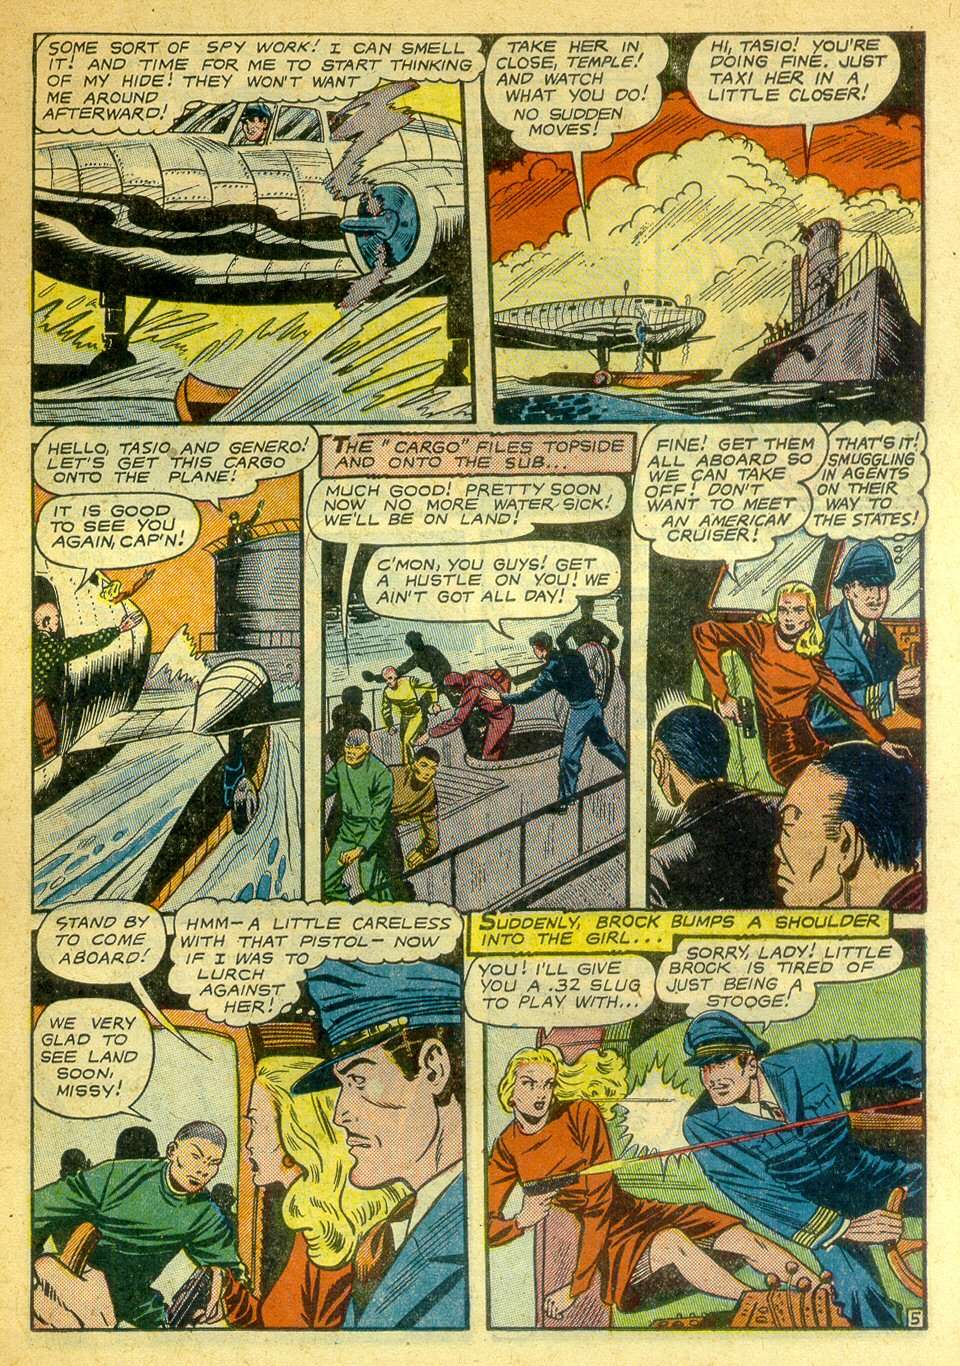 SOME SORT OF SPY WORK! I CAN SMELL
IT! AND TIME FOR ME TO START THINKING
OF MY HIDE! THEY WON'T WANT
ME AROUND
AFTERWARD!
TAKE HER IN
CLOSE, TEMPLE!
AND WATCH
WHAT YOU DO!
NO SUDDEN
MOVES!
HI, TASIO! YOU'RE
DOING FINE. JUST
TAXI HER IN A
LITTLE CLOSER!
HELLO, TASIO AND GENERO!
LET'S GET THIS CARGO
ONTO THE PLANE!
IT IS GOOD
TO SEE YOU
AGAIN, CAP'N!
THE "CARGO" FILES TOPSIDE
AND ONTO THE SUB...
MUCH GOOD! PRETTY SOON
NOW NO MORE WATER SICK!
WE'LL BE ON LAND!
C'MON, YOU GUYS! GET
A HUSTLE ON YOU! WE
AIN'T GOT ALL DAY!
FINE! GET THEM
ALL ABOARD SO
WE CAN TAKE
OFF! DON'T
WANT TO MEET
AN AMERICAN
CRUISER!
THAT'S IT!
SMUGGLING
IN AGENTS
ON THEIR
WAY TO
THE STATES!
STAND BY
TO COME
ABOARD!
WE VERY
GLAD TO
SEE LAND
SOON,
MISSY!
HMM- A LITTLE CARELESS
WITH THAT PISTOL- NOW
IF I WAS TO
LURCH
AGAINST
HER!
SUDDENLY, BROCK BUMPS A SHOULDER
INTO THE GIRL...
YOU! I'LL GIVE
YOU A .32 SLUG
TO PLAY WITH...
SORRY, LADY! LITTLE
BROCK IS TIRED OF
JUST BEING A
STOOGE!
5